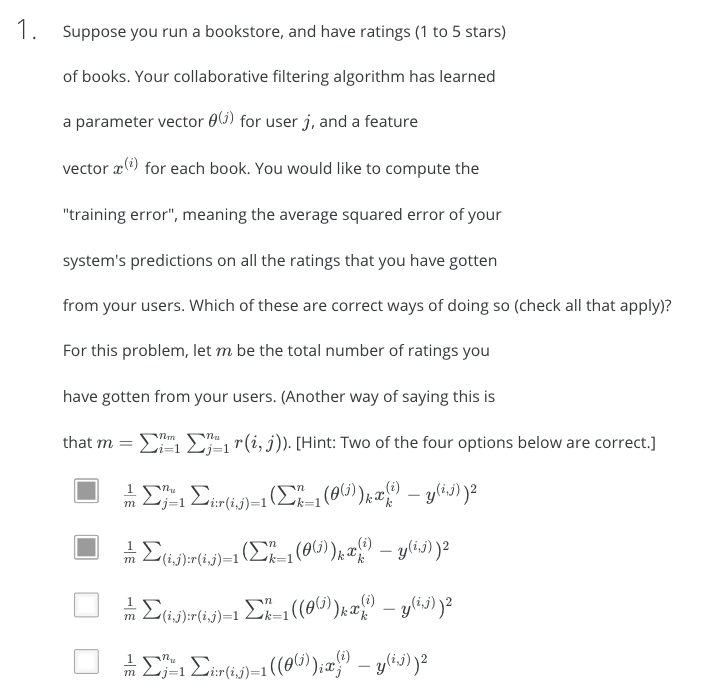 1. Suppose you run a bookstore, and have ratings (1 to 5 stars)
of books. Your collaborative filtering algorithm has learned
a parameter vector θ^{(j)} for user j, and a feature
vector x^{(i)} for each book. You would like to compute the
"training error", meaning the average squared error of your
system's predictions on all the ratings that you have gotten
from your users. Which of these are correct ways of doing so (check all that apply)?
For this problem, let m be the total number of ratings you
have gotten from your users. (Another way of saying this is
that m = \sum_{i=1}^{n_m} \sum_{j=1}^{n_u} r(i, j)). [Hint: Two of the four options below are correct.]
\frac{1}{m} \sum_{j=1}^{n_u} \sum_{i:r(i,j)=1} (\sum_{k=1}^{n} (θ^{(j)})_k x_k^{(i)} − y^{(i,j)})^2
\frac{1}{m} \sum_{(i,j):r(i,j)=1} (\sum_{k=1}^{n} (θ^{(j)})_k x_k^{(i)} − y^{(i,j)})^2
\frac{1}{m} \sum_{(i,j):r(i,j)=1} \sum_{k=1}^{n} ((θ^{(j)})_k x_k^{(i)} − y^{(i,j)})^2
\frac{1}{m} \sum_{j=1}^{n_u} \sum_{i:r(i,j)=1} ((θ^{(j)})_i x_j^{(i)} − y^{(i,j)})^2